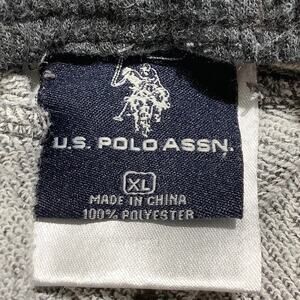 U.S. POLO ASSN.
XL
MADE IN CHINA
100% POLYESTER